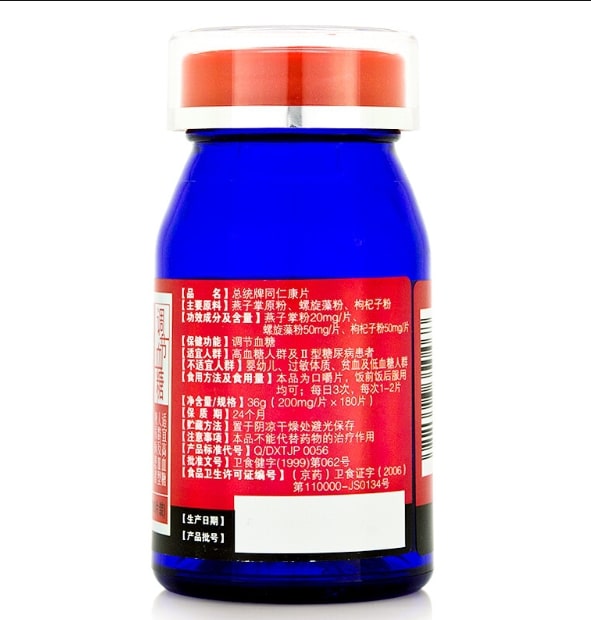 【品　　名】总统牌同仁康片
【主要原料】燕子掌原粉、螺旋藻粉、枸杞子粉
【功效成分及含量】燕子掌粉20mg/片、
螺旋藻粉50mg/片、枸杞子粉50mg/片
【保健功能】调节血糖
【适宜人群】高血糖人群及Ⅱ型糖尿病患者
【不适宜人群】婴幼儿、过敏体质、贫血及低血糖人群
【食用方法及食用量】本品为口嚼片，饭前饭后服用
均可；每日3次，每次1-2片
【净含量/规格】36g（200mg/片×180片）
【保 质 期】24个月
【贮藏方法】置于阴凉干燥处避光保存
【注意事项】本品不能代替药物的治疗作用
【产品标准代号】Q/DXTJP 0056
【批准文号】卫食健字(1999)第062号
【食品卫生许可证编号】（京药）卫食证字（2006）
第110000-JS0134号
【生产日期】
【产品批号】
调节血糖
适宜高血糖